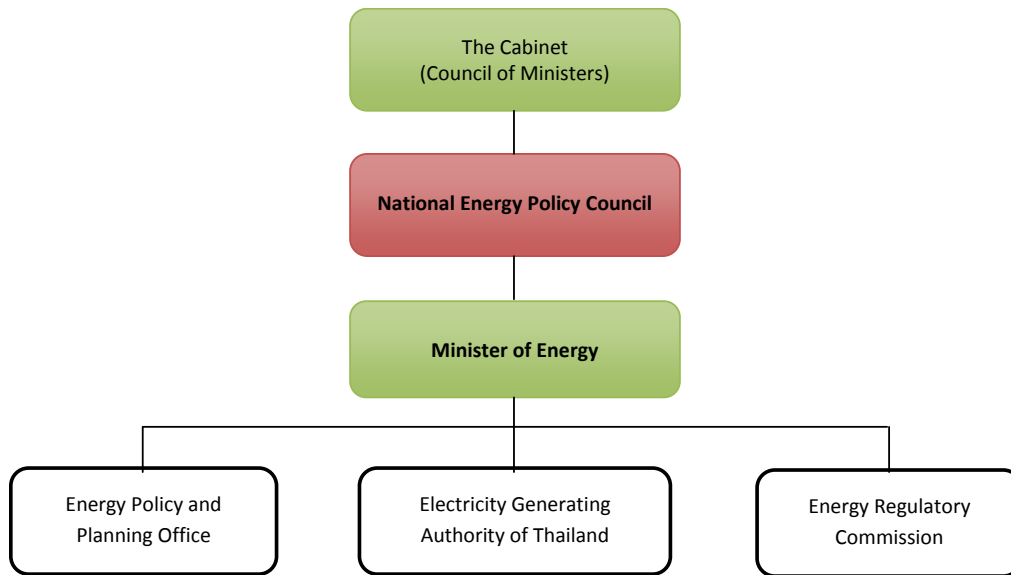 The Cabinet
(Council of Ministers)
National Energy Policy Council
Minister of Energy
Energy Policy and
Planning Office
Electricity Generating
Authority of Thailand
Energy Regulatory
Commission